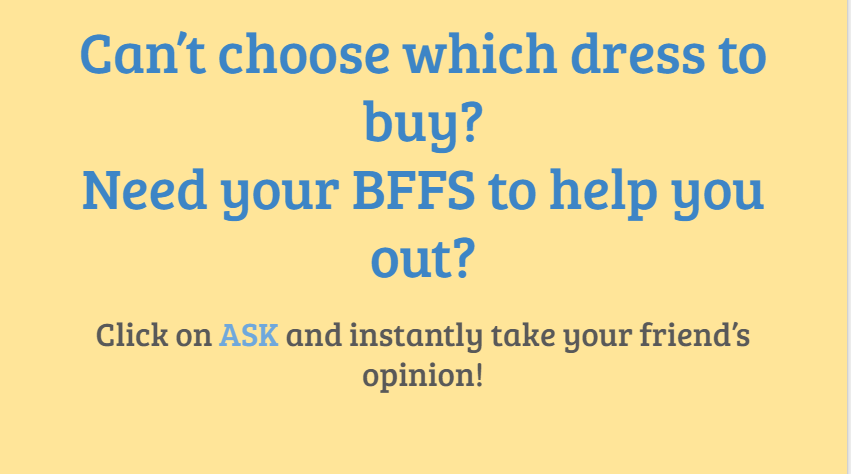 Can't choose which dress to
buy?
Need your BFFS to help you
out?
Click on ASK and instantly take your friend's
opinion!